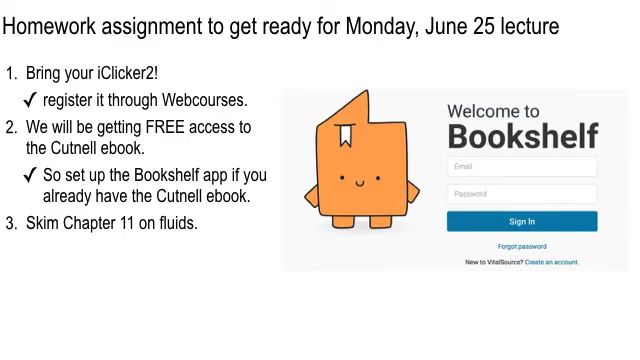 Homework assignment to get ready for Monday, June 25 lecture
1. Bring your iClicker2!
✓ register it through Webcourses.
2. We will be getting FREE access to
the Cutnell ebook.
✓ So set up the Bookshelf app if you
already have the Cutnell ebook.
3. Skim Chapter 11 on fluids.
Welcome to
Bookshelf
Email
Password
Sign In
Forgot password
New to VitalSource? Create an account.